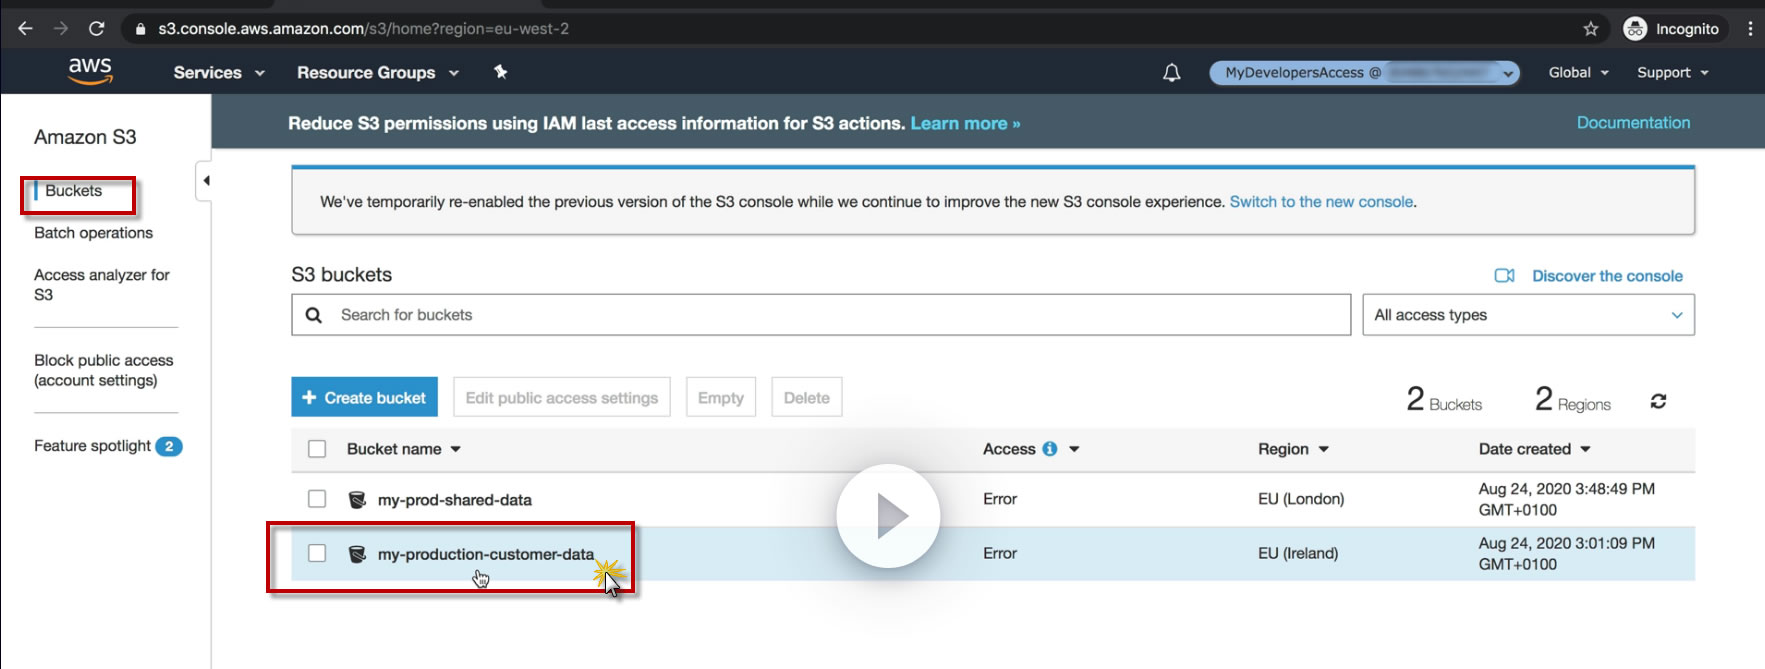 s3.console.aws.amazon.com/s3/home?region=eu-west-2
Incognito
aws
Services
Resource Groups
MyDevelopersAccess @
Global
Support
Amazon S3
Reduce S3 permissions using IAM last access information for S3 actions. Learn more »
Documentation
Buckets
Batch operations
Access analyzer for
S3
Block public access
(account settings)
Feature spotlight 2
We've temporarily re-enabled the previous version of the S3 console while we continue to improve the new S3 console experience. Switch to the new console.
S3 buckets
Discover the console
Search for buckets
All access types
+ Create bucket
Edit public access settings
Empty
Delete
2 Buckets
2 Regions
Bucket name
Access
Region
Date created
my-prod-shared-data
Error
EU (London)
Aug 24, 2020 3:48:49 PM
GMT+0100
my-production-customer-data
Error
EU (Ireland)
Aug 24, 2020 3:01:09 PM
GMT+0100